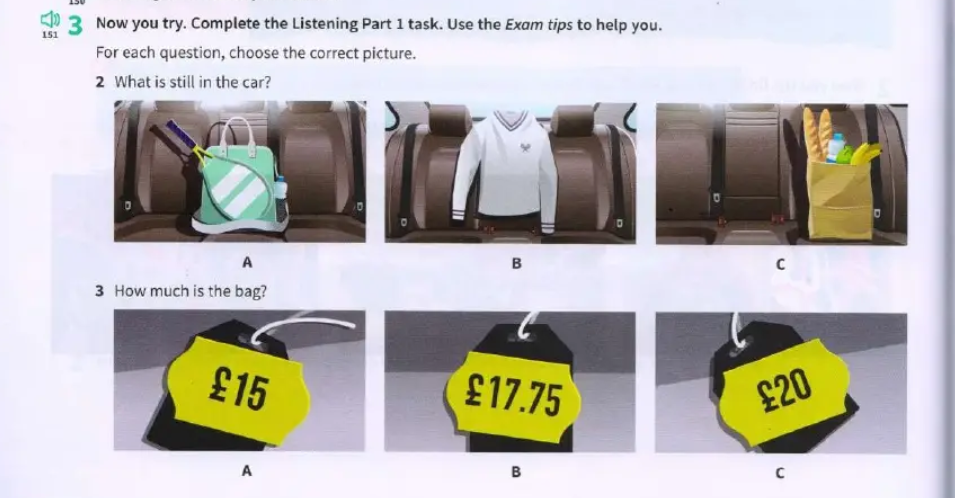 150
151
3 Now you try. Complete the Listening Part 1 task. Use the Exam tips to help you.
For each question, choose the correct picture.
2 What is still in the car?
A B C
3 How much is the bag?
£15 £17.75 £20
A B C